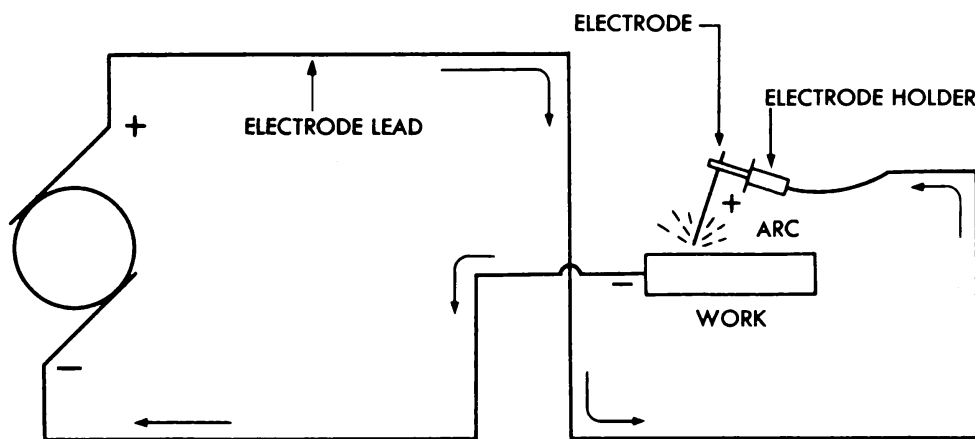 ELECTRODE
ELECTRODE HOLDER
+
ELECTRODE LEAD
+
ARC
−
WORK
−